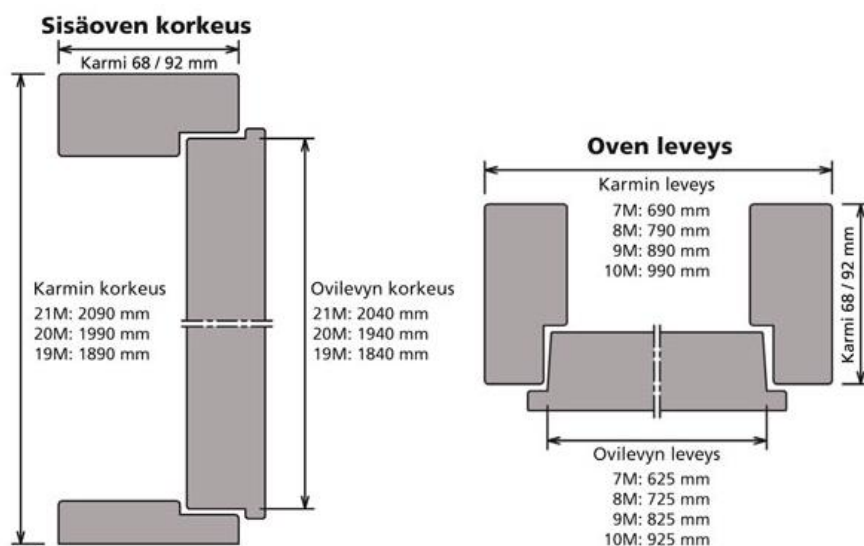 Sisäoven korkeus
Karmi 68 / 92 mm
Karmin korkeus
21M: 2090 mm
20M: 1990 mm
19M: 1890 mm
Ovilevyn korkeus
21M: 2040 mm
20M: 1940 mm
19M: 1840 mm
Oven leveys
Karmin leveys
7M: 690 mm
8M: 790 mm
9M: 890 mm
10M: 990 mm
Karmi 68 / 92 mm
Ovilevyn leveys
7M: 625 mm
8M: 725 mm
9M: 825 mm
10M: 925 mm